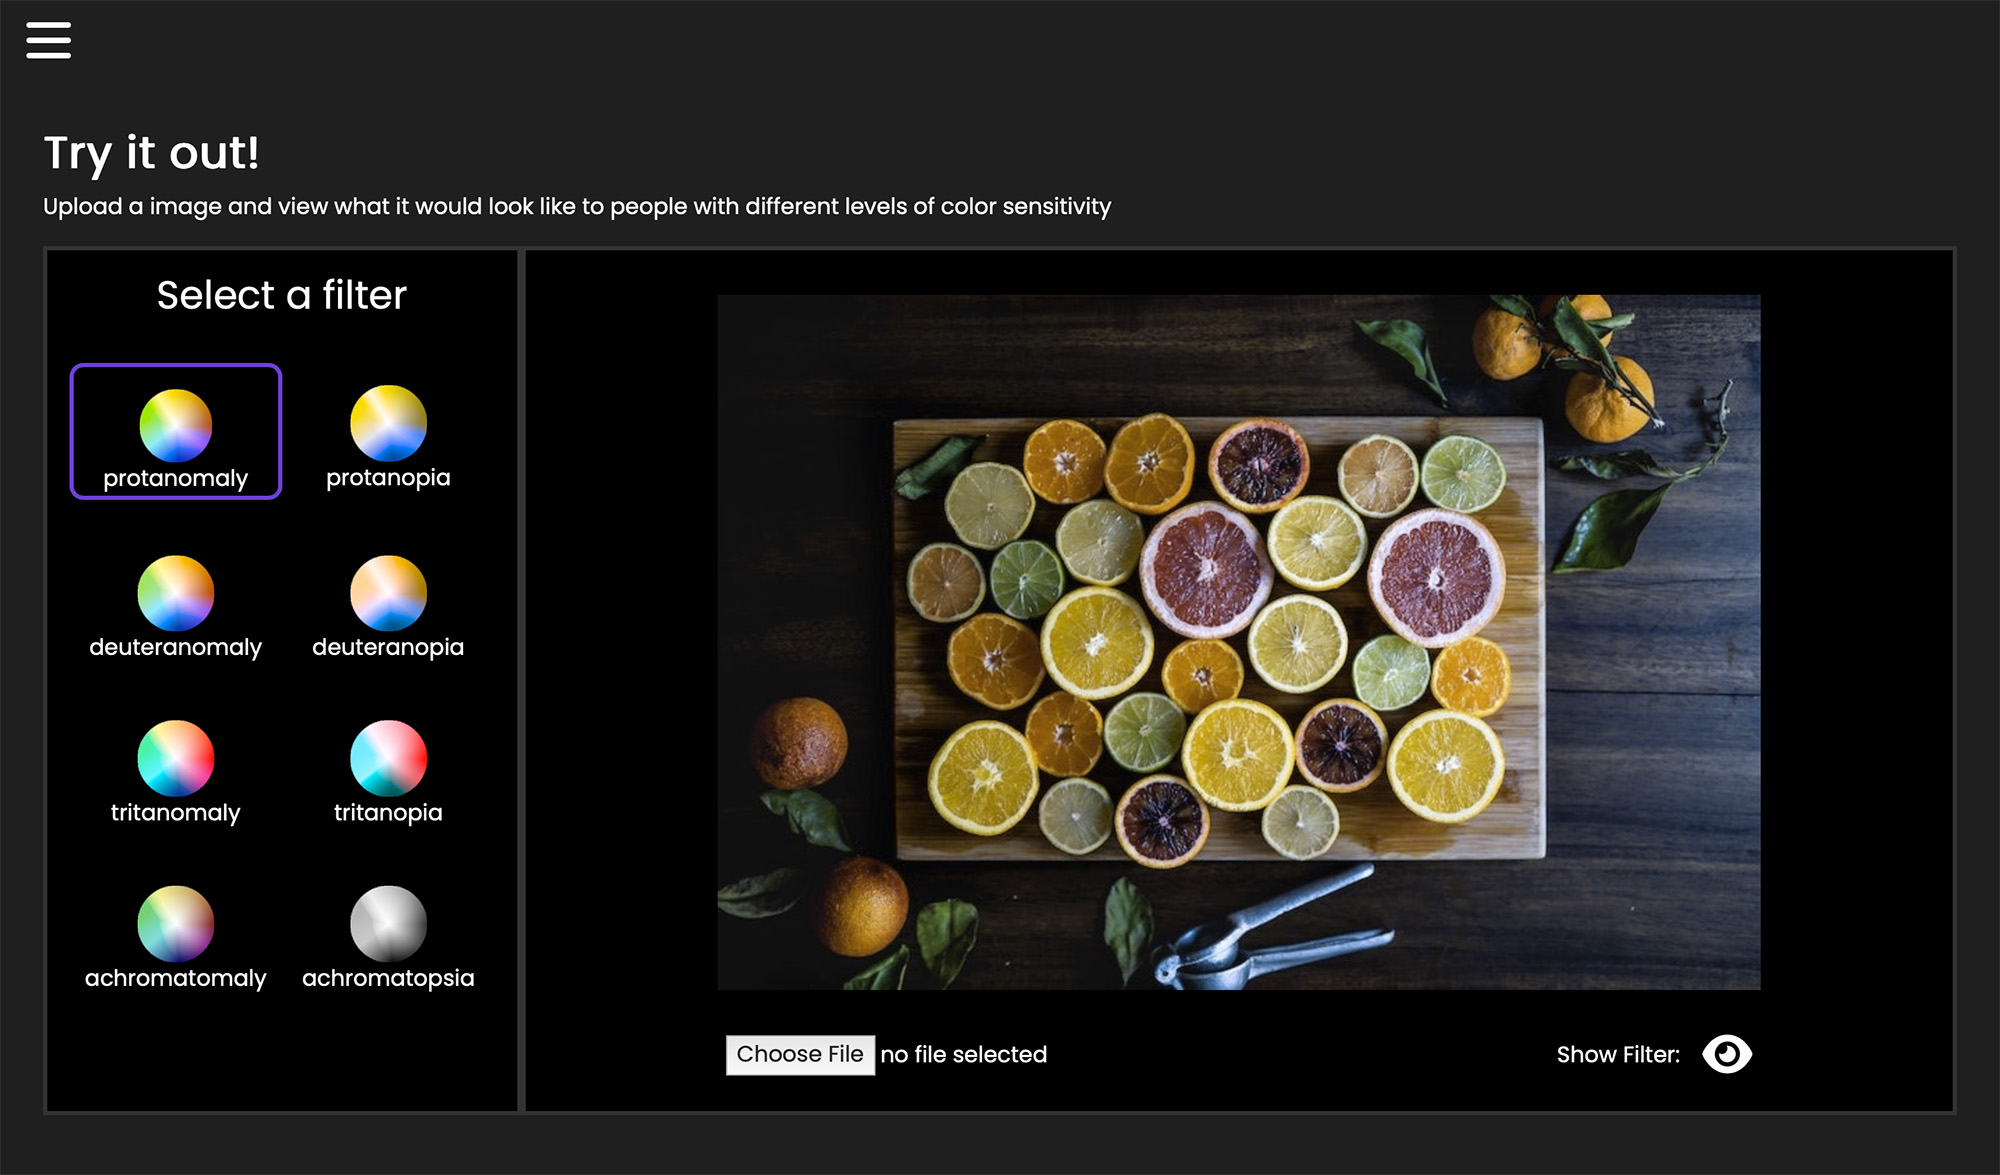 Try it out!
Upload a image and view what it would look like to people with different levels of color sensitivity
Select a filter
protanomaly
protanopia
deuteranomaly
deuteranopia
tritanomaly
tritanopia
achromatomaly
achromatopsia
Choose File no file selected
Show Filter: